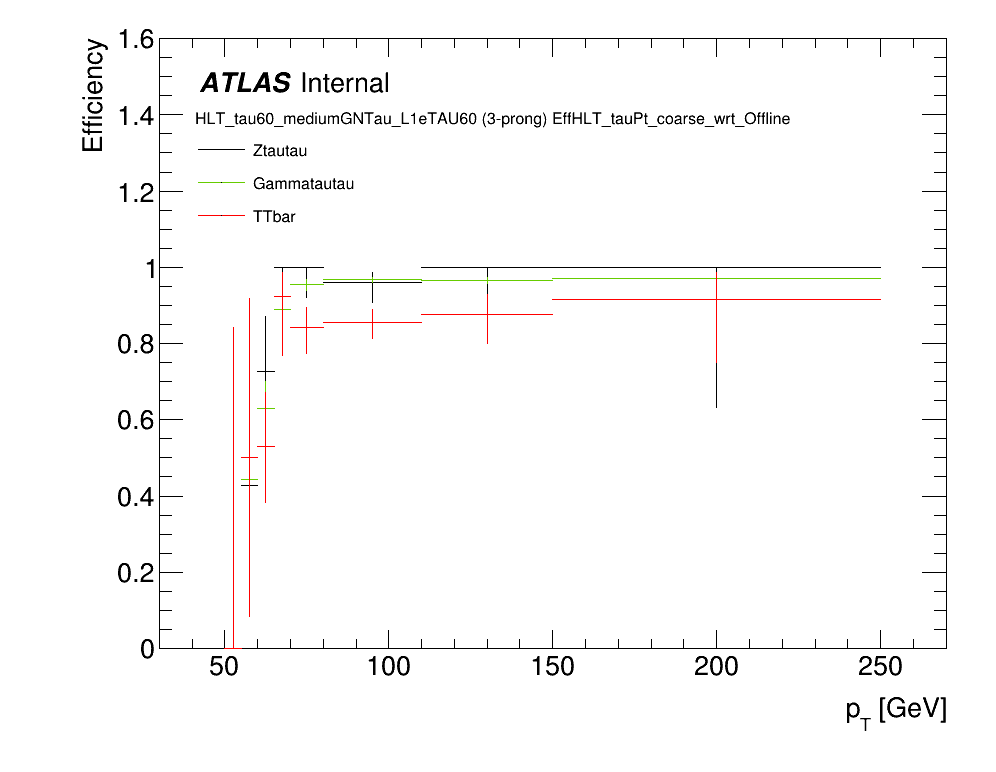 1.6
1.4
1.2
1
0.8
0.6
0.4
0.2
0
Efficiency
ATLAS Internal
HLT_tau60_mediumGNTau_L1eTAU60 (3-prong) EffHLT_tauPt_coarse_wrt_Offline
Ztautau
Gammatautau
TTbar
50 100 150 200 250
p_T [GeV]